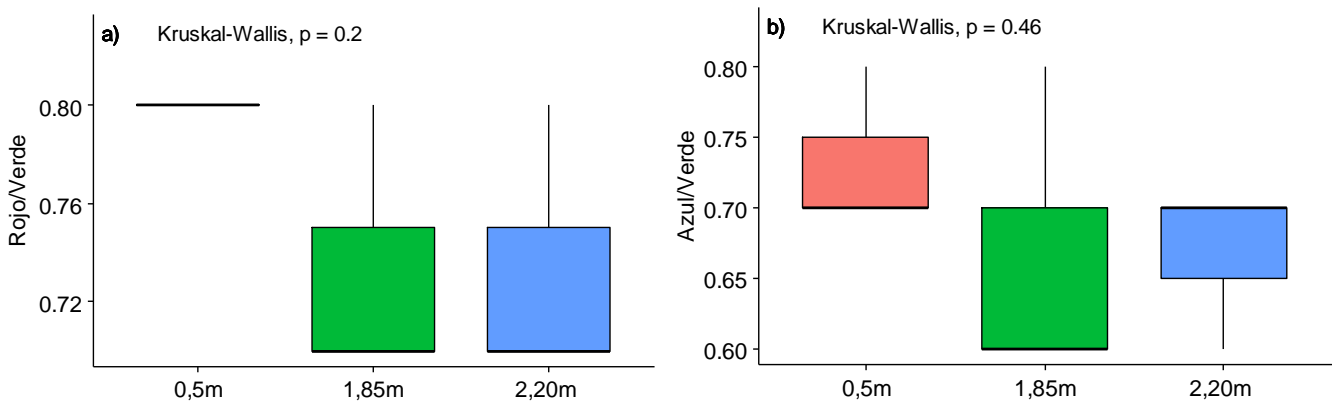 a) Kruskal-Wallis, p = 0.2
Rojo/Verde
0.80
0.76
0.72
0,5m 1,85m 2,20m
b) Kruskal-Wallis, p = 0.46
Azul/Verde
0.80
0.75
0.70
0.65
0.60
0,5m 1,85m 2,20m